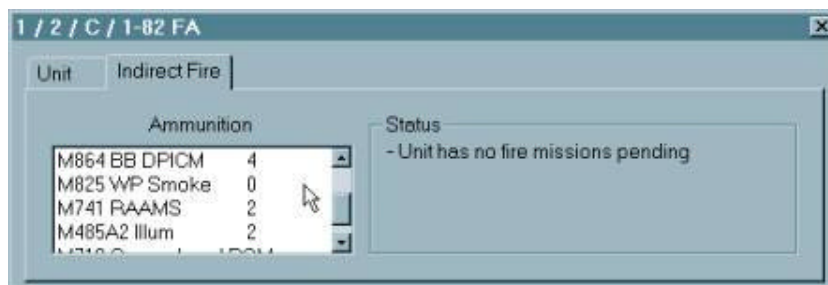 1 / 2 / C / 1-82 FA
Unit
Indirect Fire
Ammunition
M864 BB DPICM 4
M825 WP Smoke 0
M741 RAAMS 2
M485A2 Illum 2
Status
- Unit has no fire missions pending